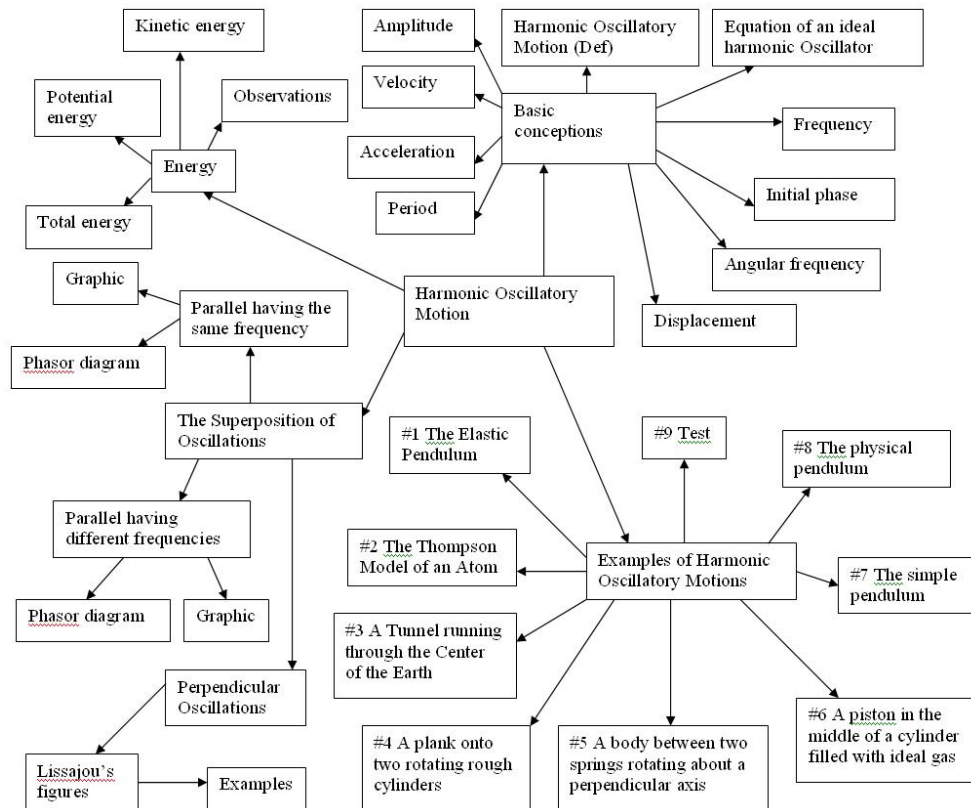 Kinetic energy
Potential
energy
Observations
Energy
Total energy
Amplitude
Velocity
Acceleration
Period
Harmonic Oscillatory
Motion (Def)
Equation of an ideal
harmonic Oscillator
Basic
conceptions
Frequency
Initial phase
Angular frequency
Displacement
Harmonic Oscillatory
Motion
Graphic
Parallel having the
same frequency
Phasor diagram
The Superposition of
Oscillations
Parallel having
different frequencies
Phasor diagram
Graphic
Perpendicular
Oscillations
Lissajou's
figures
Examples
#1 The Elastic
Pendulum
#9 Test
#8 The physical
pendulum
#2 The Thompson
Model of an Atom
Examples of Harmonic
Oscillatory Motions
#7 The simple
pendulum
#3 A Tunnel running
through the Center
of the Earth
#4 A plank onto
two rotating rough
cylinders
#5 A body between two
springs rotating about a
perpendicular axis
#6 A piston in the
middle of a cylinder
filled with ideal gas